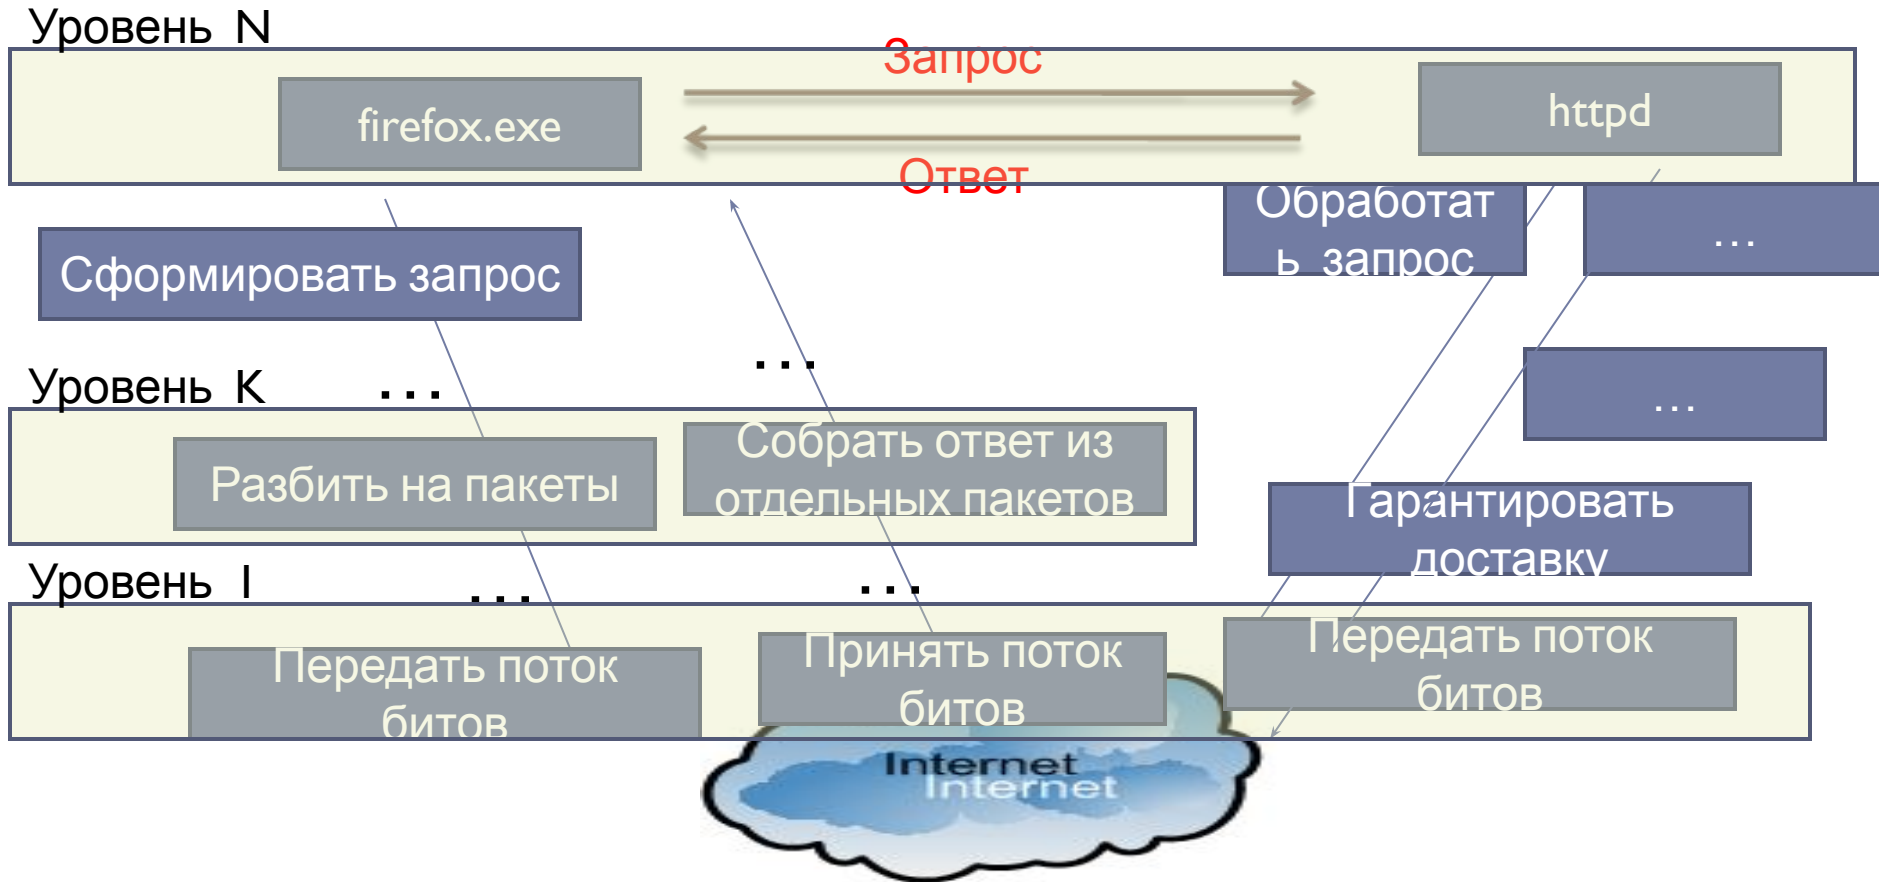 Уровень N
Запрос
firefox.exe
httpd
Ответ
Обработат
ь запрос
...
Сформировать запрос
...
...
Уровень K
...
Разбить на пакеты
Собрать ответ из
отдельных пакетов
Гарантировать
доставку
Уровень I
...
...
Передать поток
битов
Принять поток
битов
Передать поток
битов
Internet
Internet